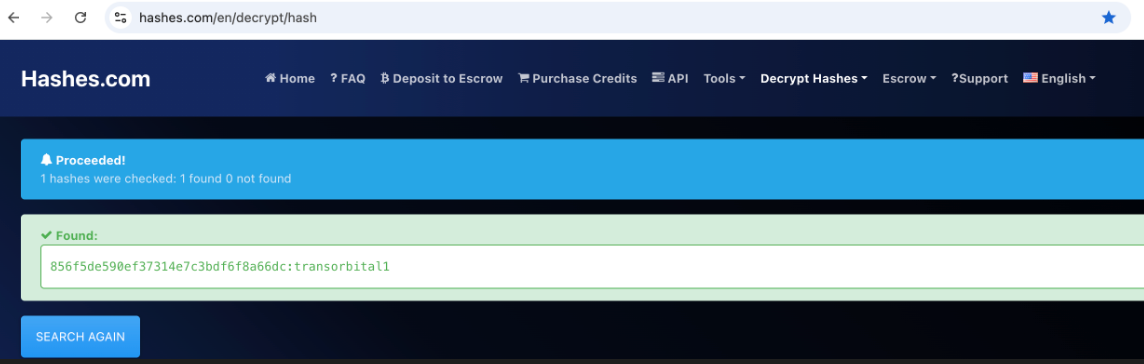 hashes.com/en/decrypt/hash
Hashes.com Home ? FAQ Deposit to Escrow Purchase Credits API Tools Decrypt Hashes Escrow ?Support English
Proceeded!
1 hashes were checked: 1 found 0 not found
Found:
856f5de590ef37314e7c3bdf6f8a66dc:transorbital1
SEARCH AGAIN